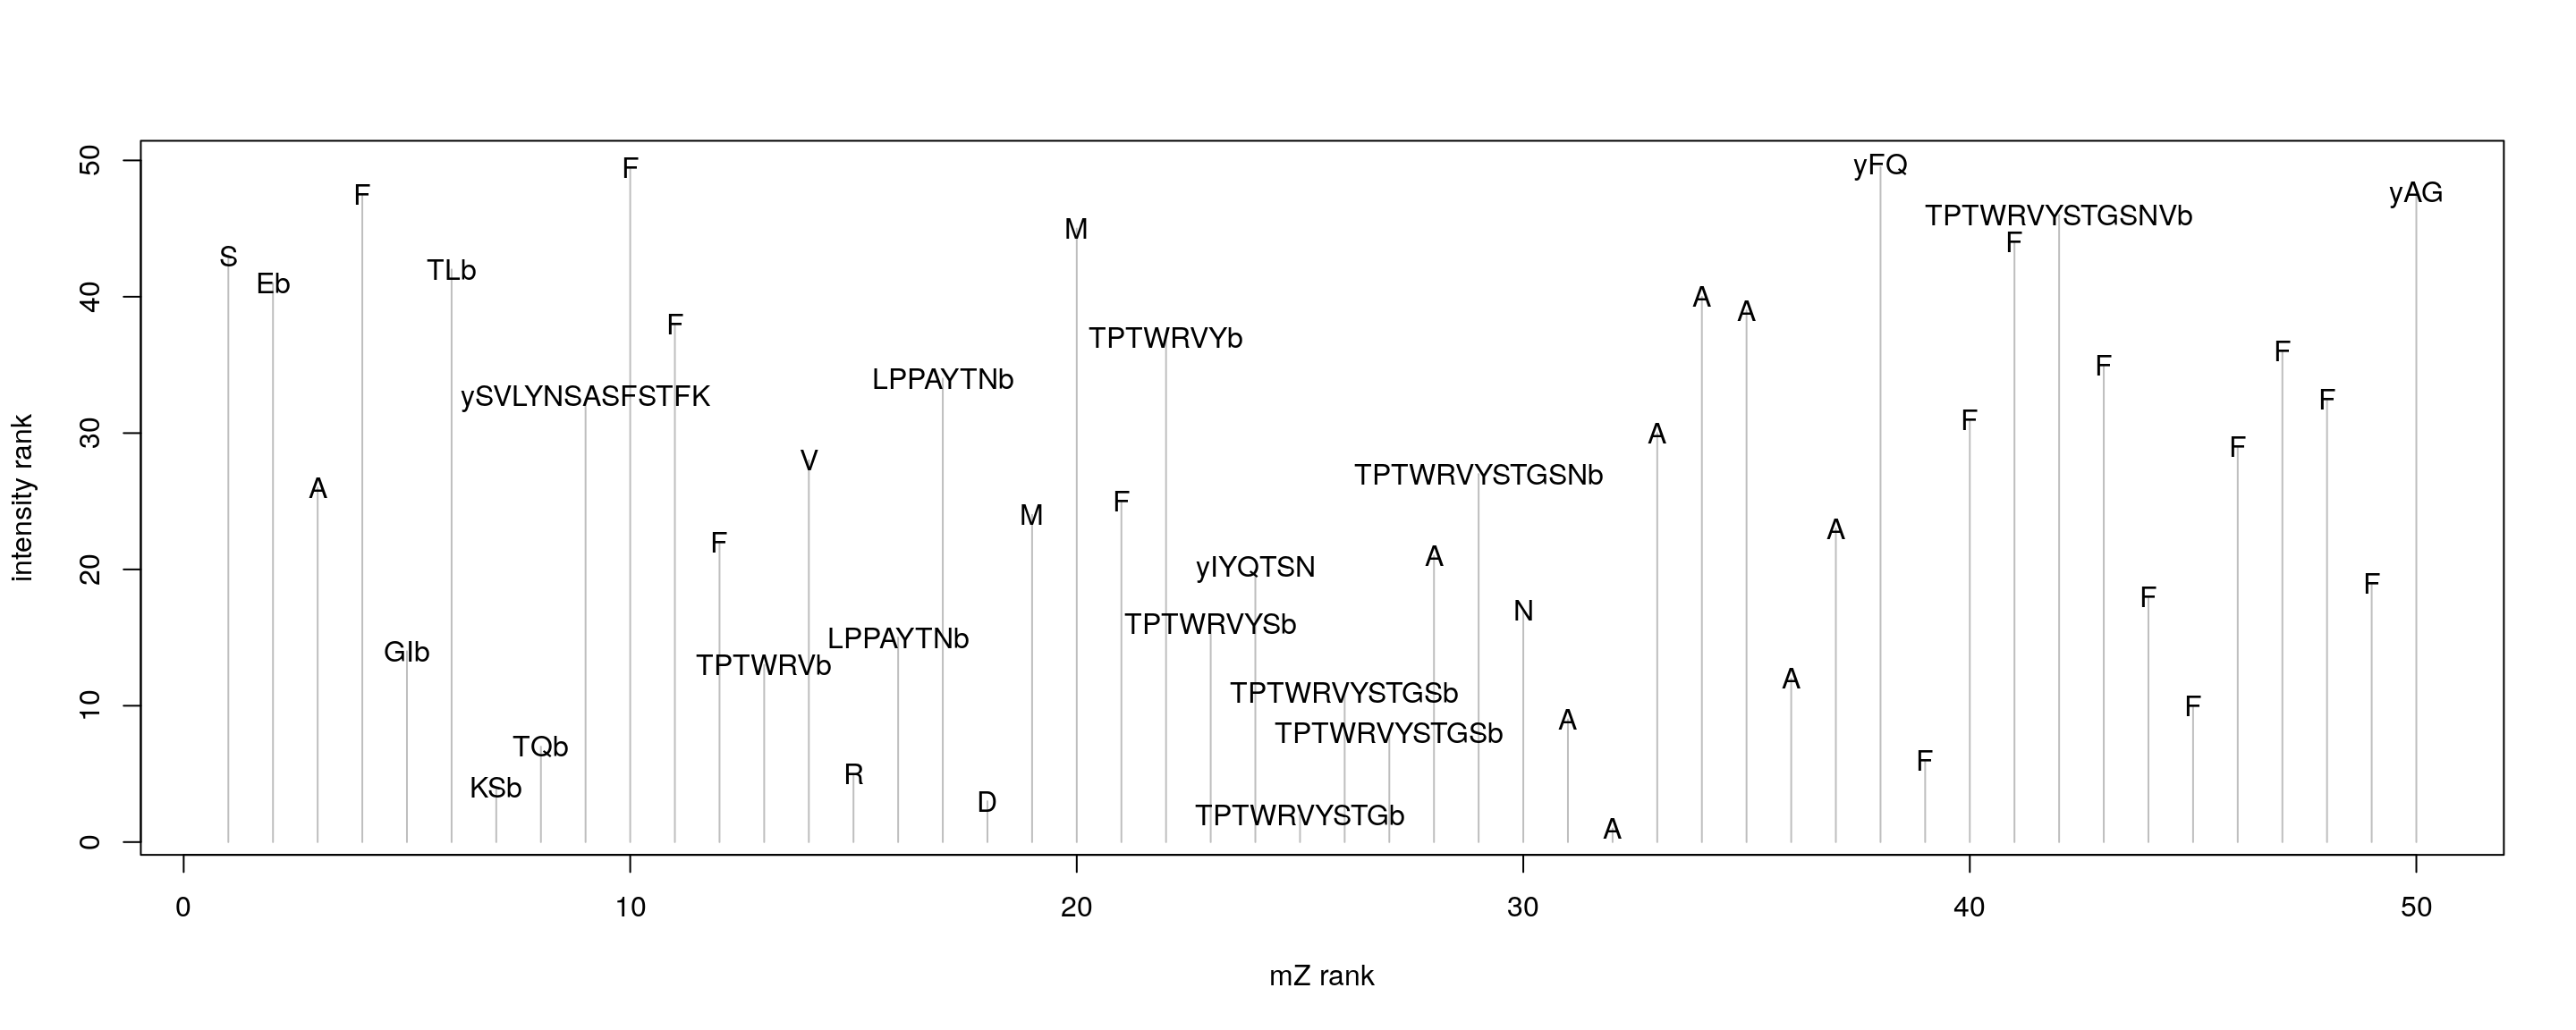 50
40
30
20
10
0
intensity rank
S
Eb
A
F
GIb
TLb
KSb
TQb
ySVLYNSASFSTFK
F
F
F
TPTWRVb
V
R
LPPAYTNb
LPPAYTNb
D
M
M
F
TPTWRVYb
TPTWRVYSb
yIYQTSN
TPTWRVYSTGb
TPTWRVYSTGSb
TPTWRVYSTGSb
A
TPTWRVYSTGSNb
N
A
A
A
A
A
A
A
yFQ
F
F
F
TPTWRVYSTGSNVb
F
F
F
F
F
F
F
yAG
0 10 20 30 40 50
mZ rank